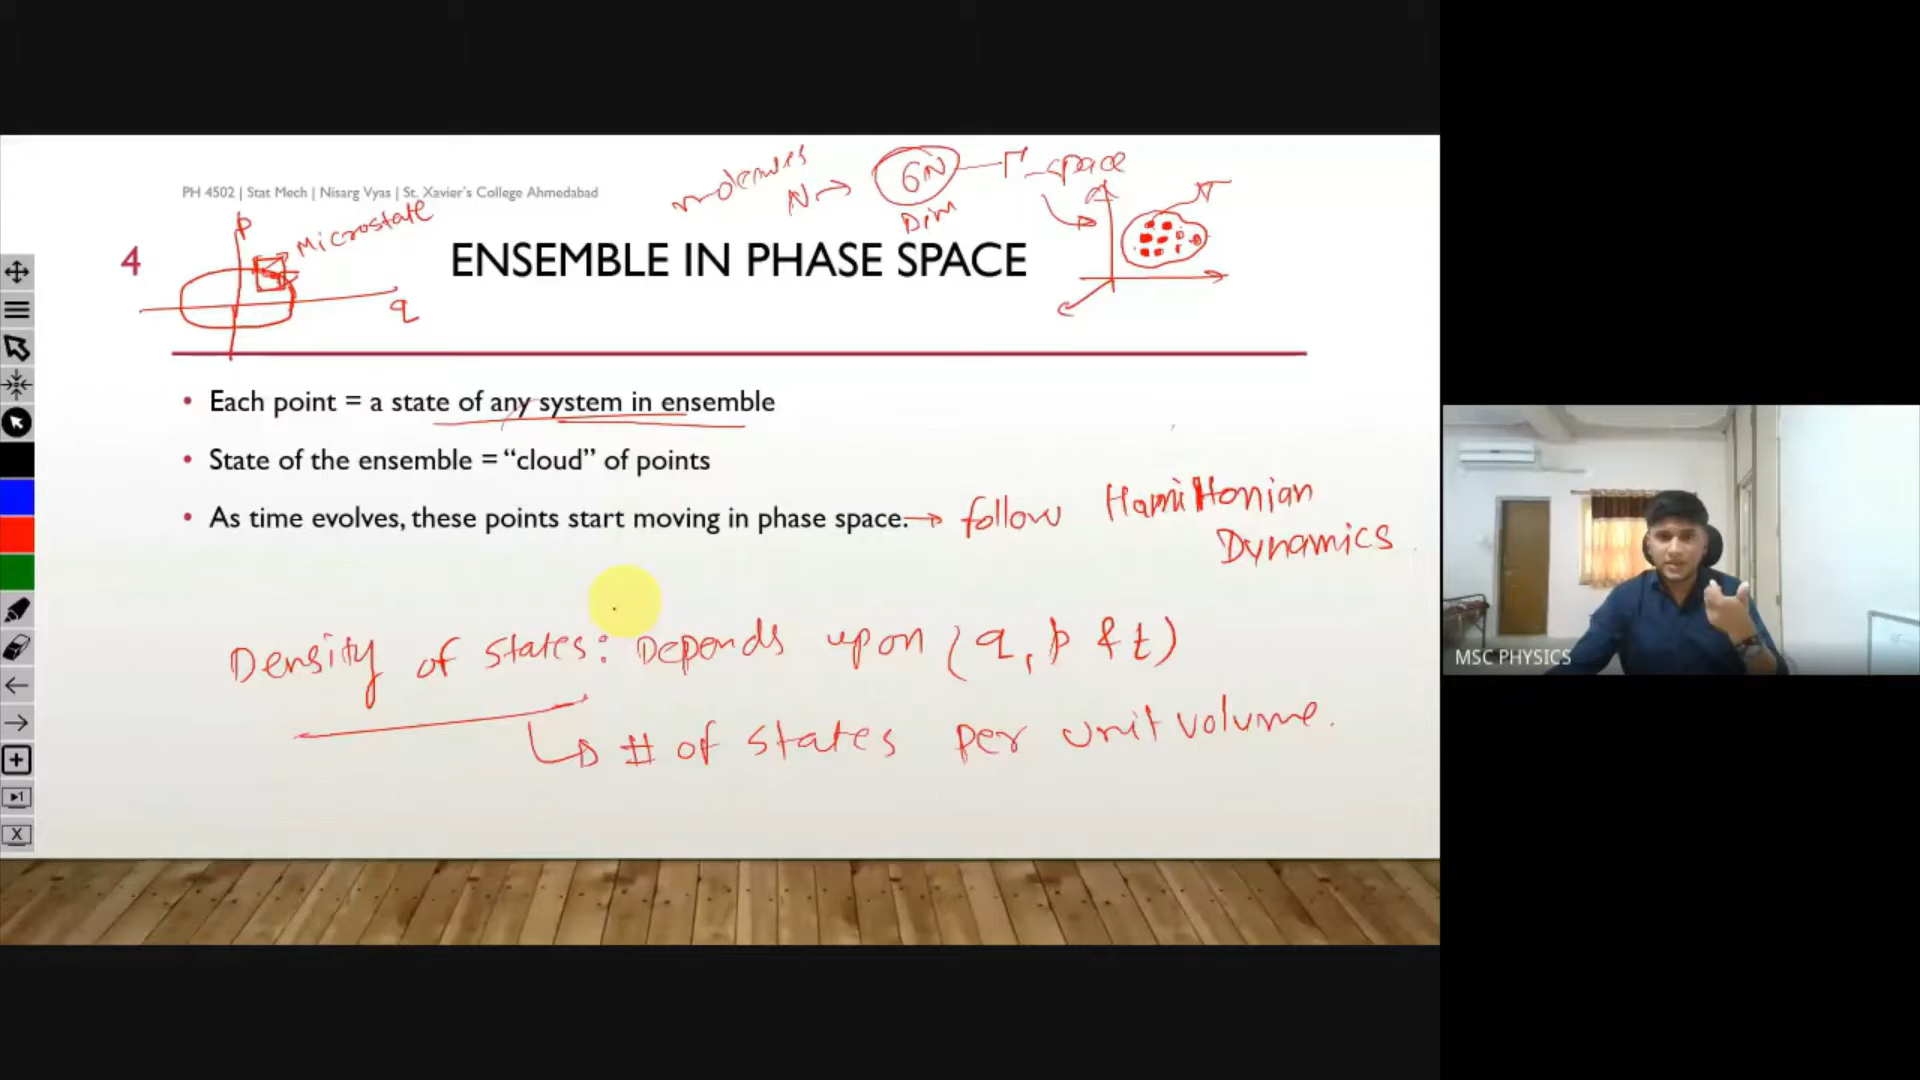 molecules
N → 6N — Γ - space
Dim
PH 4502 | Stat Mech | Nisarg Vyas | St. Xavier's College Ahmedabad
p
Microstate
q
4
ENSEMBLE IN PHASE SPACE
• Each point = a state of any system in ensemble
• State of the ensemble = “cloud” of points
• As time evolves, these points start moving in phase space. → follow Hamiltonian
Dynamics
Density of states: Depends upon (q, p & t)
# of states per unit volume.
MSC PHYSICS